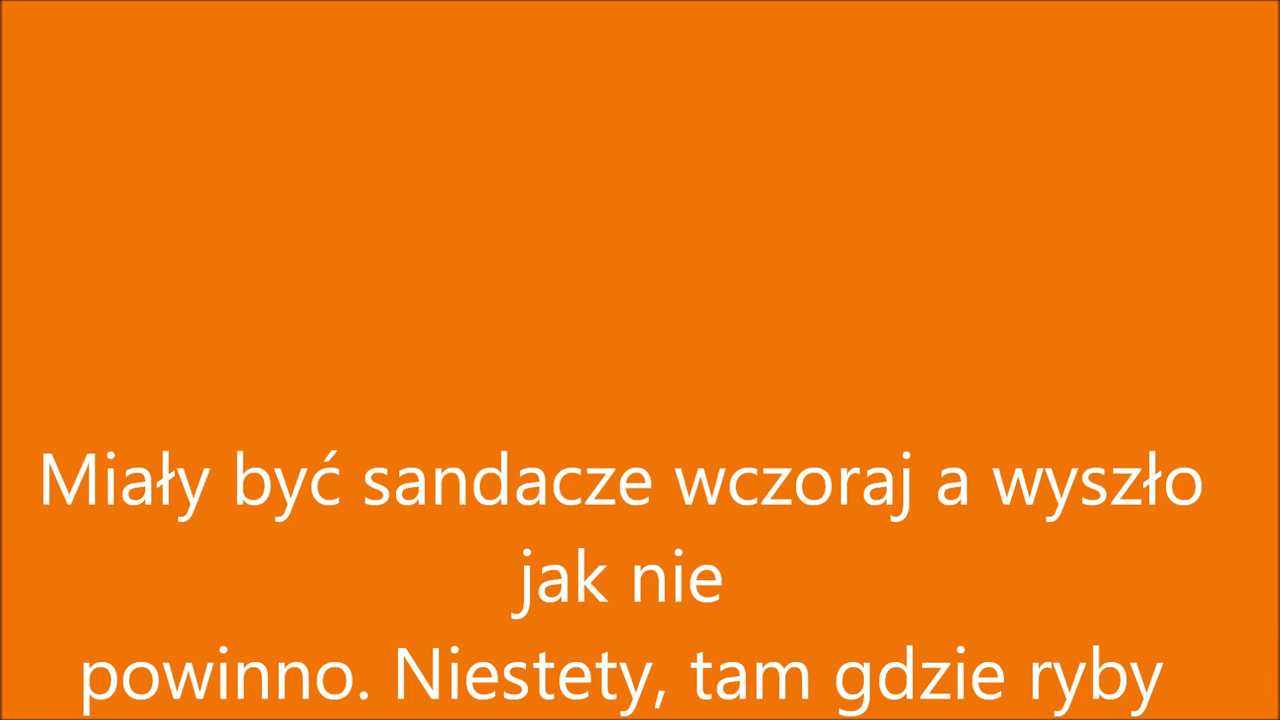 Miały być sandacze wczoraj a wyszło
jak nie
powinno. Niestety, tam gdzie ryby